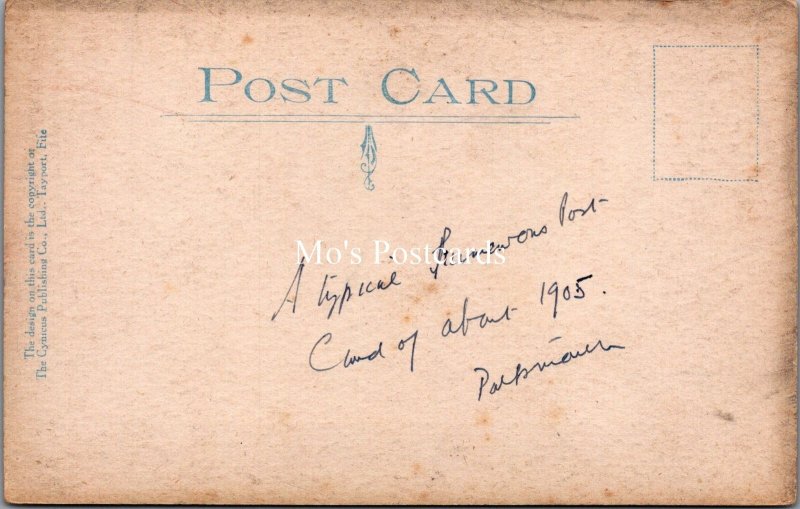 POST CARD
The design on this card is the copyright of
The Cynicus Publishing Co., Ltd., Tayport, Fife
Mo's Postcards
A typical Post-
Card of about 1905.